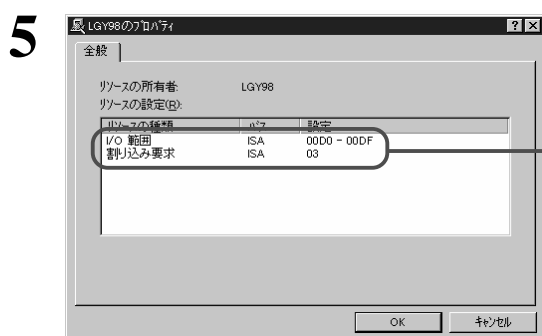 5
LGY98のプロパティ
全般
リソースの所有者: LGY98
リソースの設定(R):
リソースの種類 バス 設定
I/O 範囲 ISA 00D0 - 00DF
割り込み要求 ISA 03
OK キャンセル